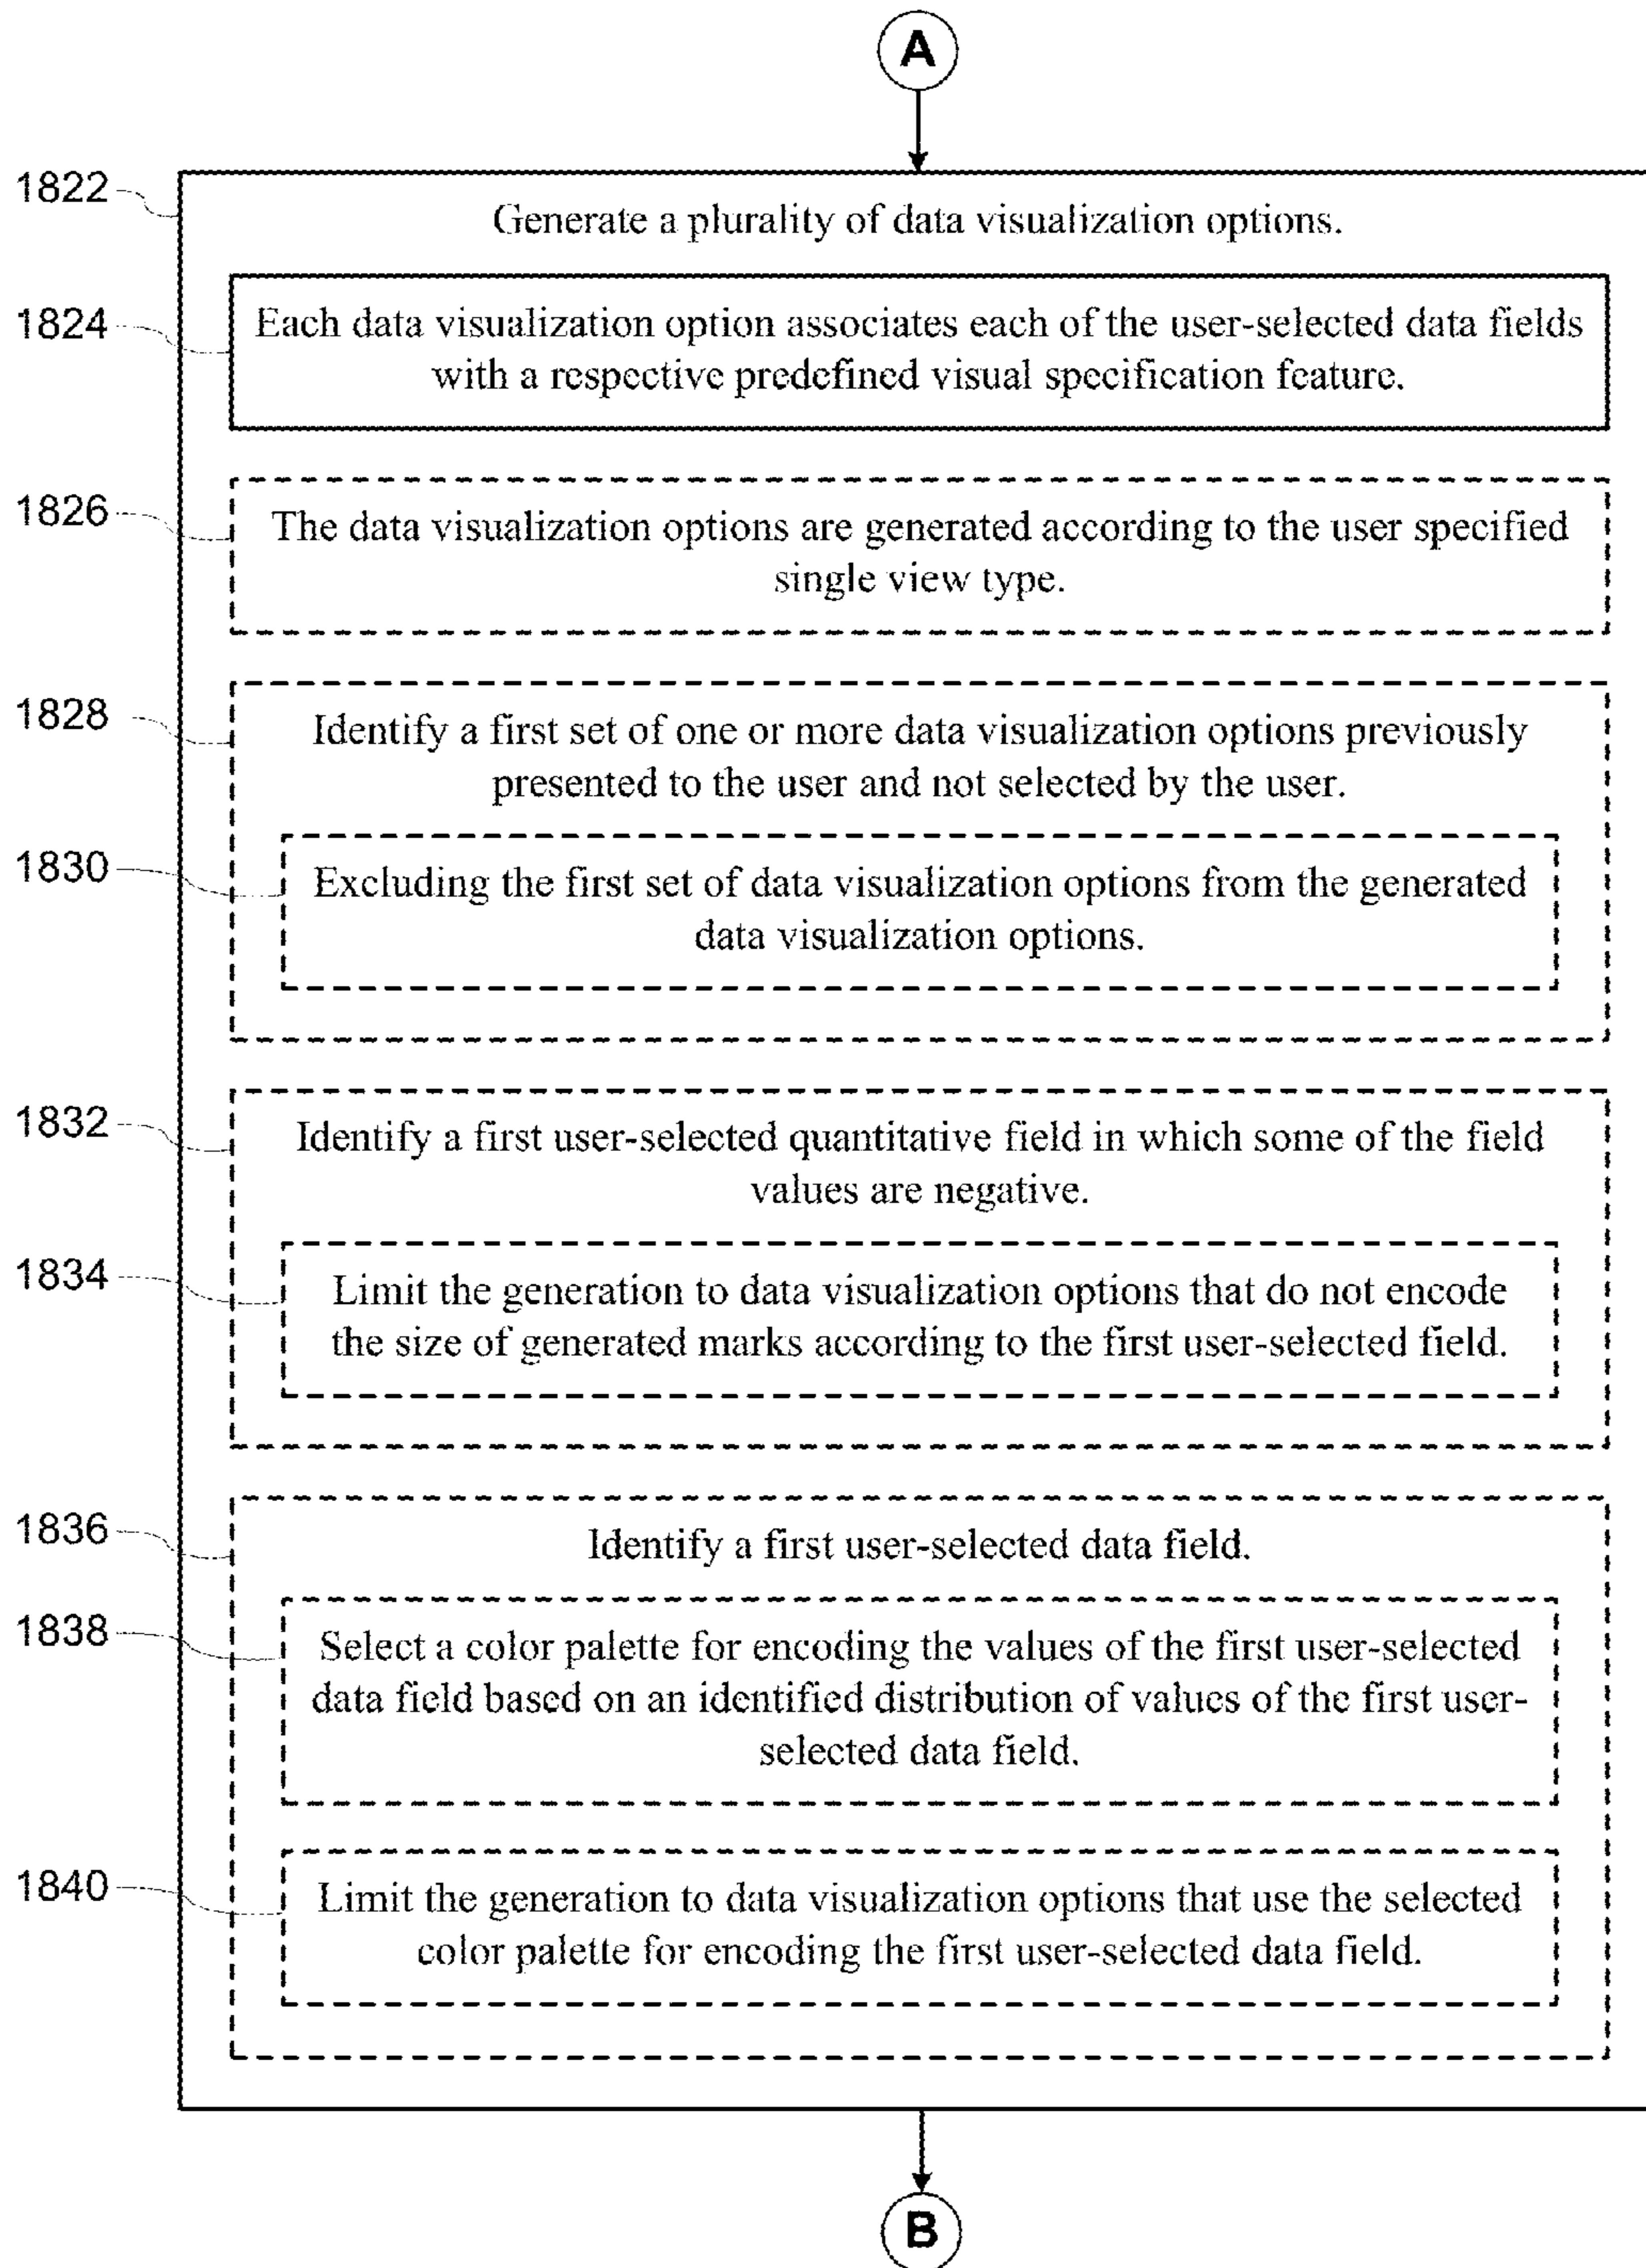 A
1822
Generate a plurality of data visualization options.
1824
Each data visualization option associates each of the user-selected data fields
with a respective predefined visual specification feature.
1826
The data visualization options are generated according to the user specified
single view type.
1828
Identify a first set of one or more data visualization options previously
presented to the user and not selected by the user.
1830
Excluding the first set of data visualization options from the generated
data visualization options.
1832
Identify a first user-selected quantitative field in which some of the field
values are negative.
1834
Limit the generation to data visualization options that do not encode
the size of generated marks according to the first user-selected field.
1836
Identify a first user-selected data field.
1838
Select a color palette for encoding the values of the first user-selected
data field based on an identified distribution of values of the first user-
selected data field.
1840
Limit the generation to data visualization options that use the selected
color palette for encoding the first user-selected data field.
B